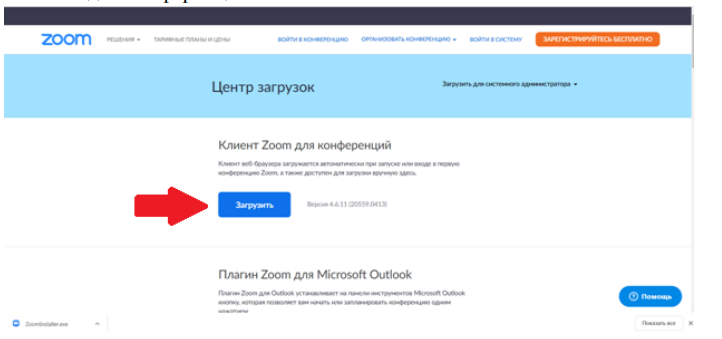 zoom РЕШЕНИЯ ТАРИФНЫЕ ПЛАНЫ И ЦЕНЫ ВОЙТИ В КОНФЕРЕНЦИЮ ОРГАНИЗОВАТЬ КОНФЕРЕНЦИЮ ВОЙТИ В СИСТЕМУ ЗАРЕГИСТРИРУЙТЕСЬ БЕСПЛАТНО
Центр загрузок
Загрузить для системного администратора
Клиент Zoom для конференций
Клиент веб-браузера загружается автоматически при запуске или входе в первую
конференцию Zoom, а также доступен для загрузки вручную здесь.
Загрузить
Версия 4.6.11 (20559.0413)
Плагин Zoom для Microsoft Outlook
Плагин Zoom для Outlook устанавливает на панели инструментов Microsoft Outlook
кнопку, которая позволяет вам начать или запланировать конференцию одним
Помощь
ZoomInstaller.exe
Показать все